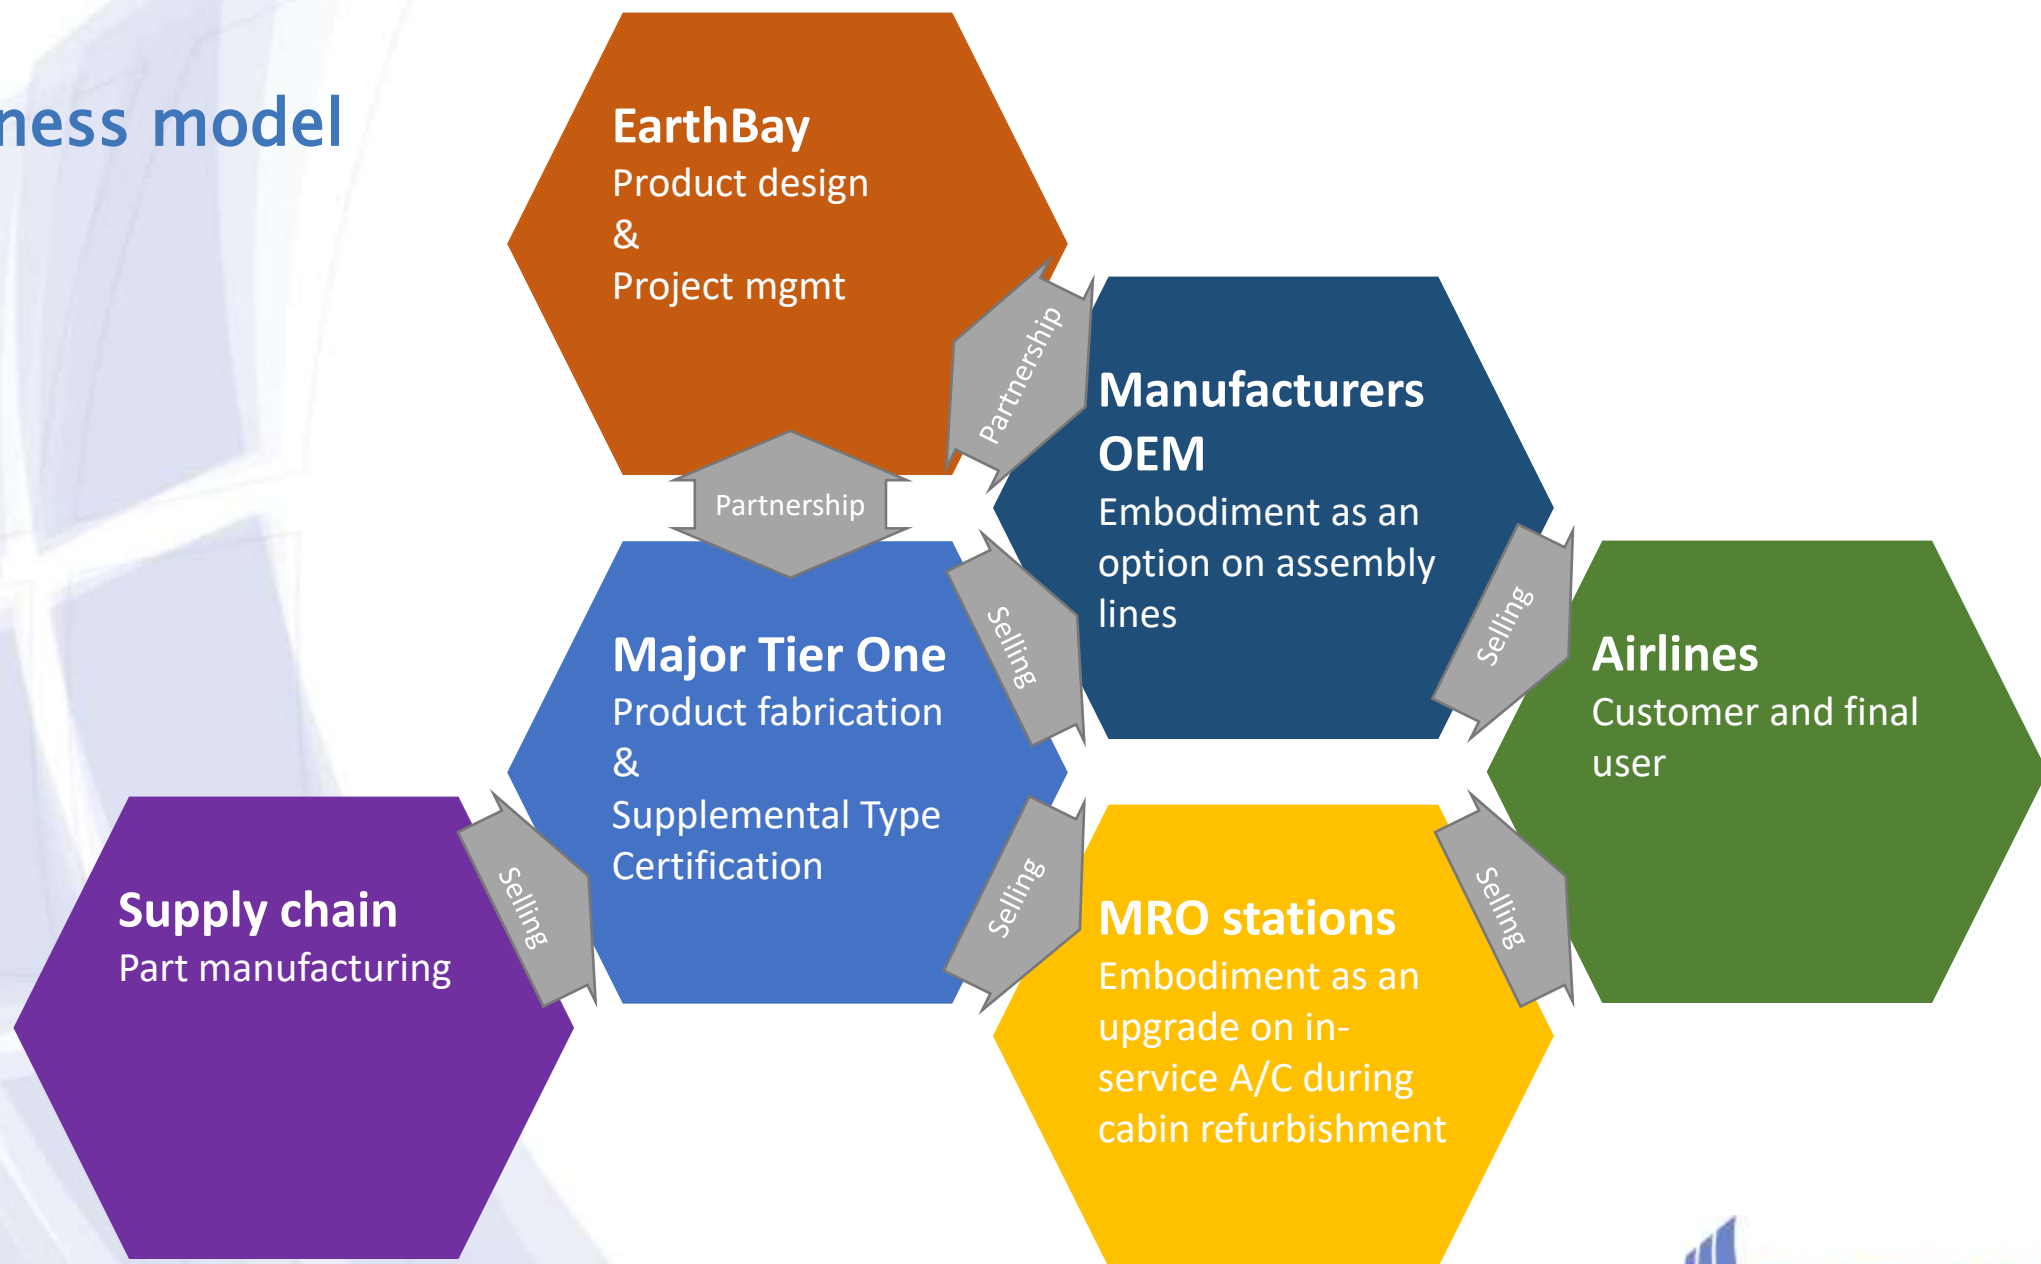 ness model
EarthBay
Product design
&
Project mgmt
Partnership
Partnership
Manufacturers
OEM
Embodiment as an
option on assembly
lines
Major Tier One
Product fabrication
&
Supplemental Type
Certification
Selling
Selling
Selling
Airlines
Customer and final
user
Supply chain
Part manufacturing
Selling
Selling
MRO stations
Embodiment as an
upgrade on in-
service A/C during
cabin refurbishment